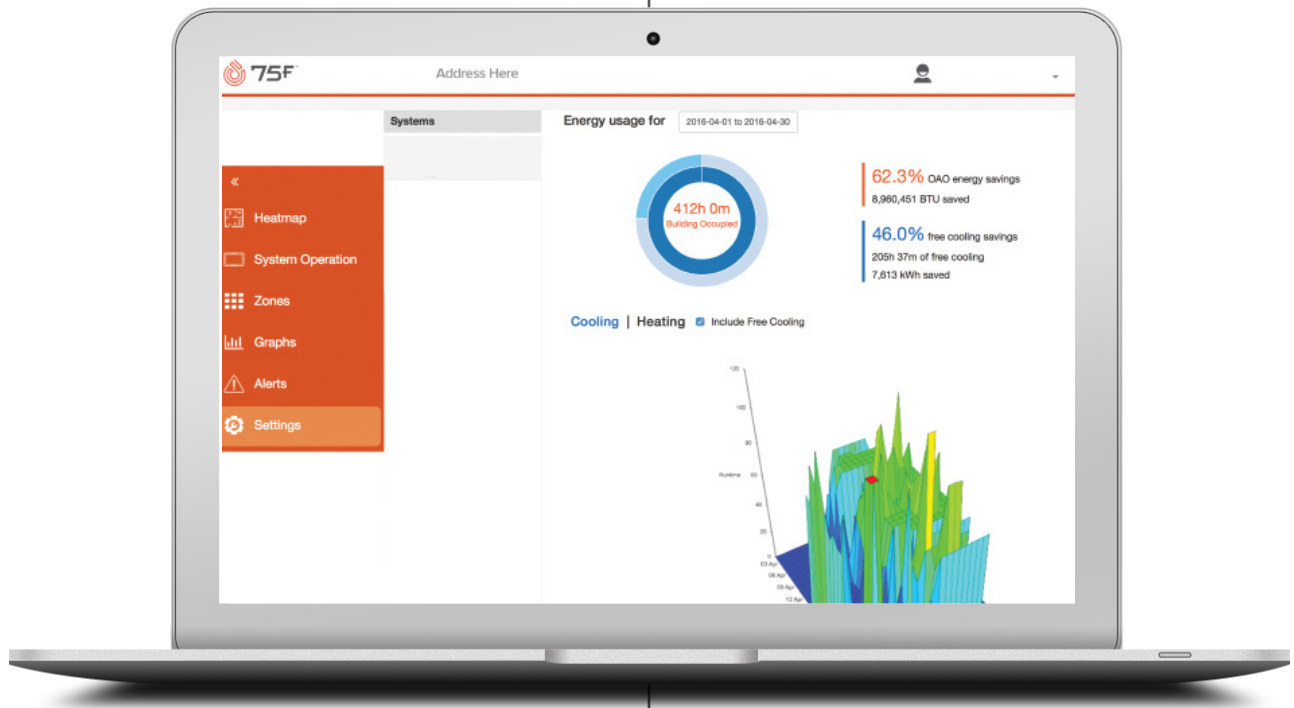 75F
Address Here
Systems
Energy usage for
2016-04-01 to 2016-04-30
«
Heatmap
System Operation
Zones
Graphs
Alerts
Settings
412h 0m
Building Occupied
62.3% OAO energy savings
8,960,451 BTU saved
46.0% free cooling savings
205h 37m of free cooling
7,613 kWh saved
Cooling | Heating Include Free Cooling
120
100
80
Runtime 60
40
20
0
03 Apr
06 Apr
09 Apr
12 Apr